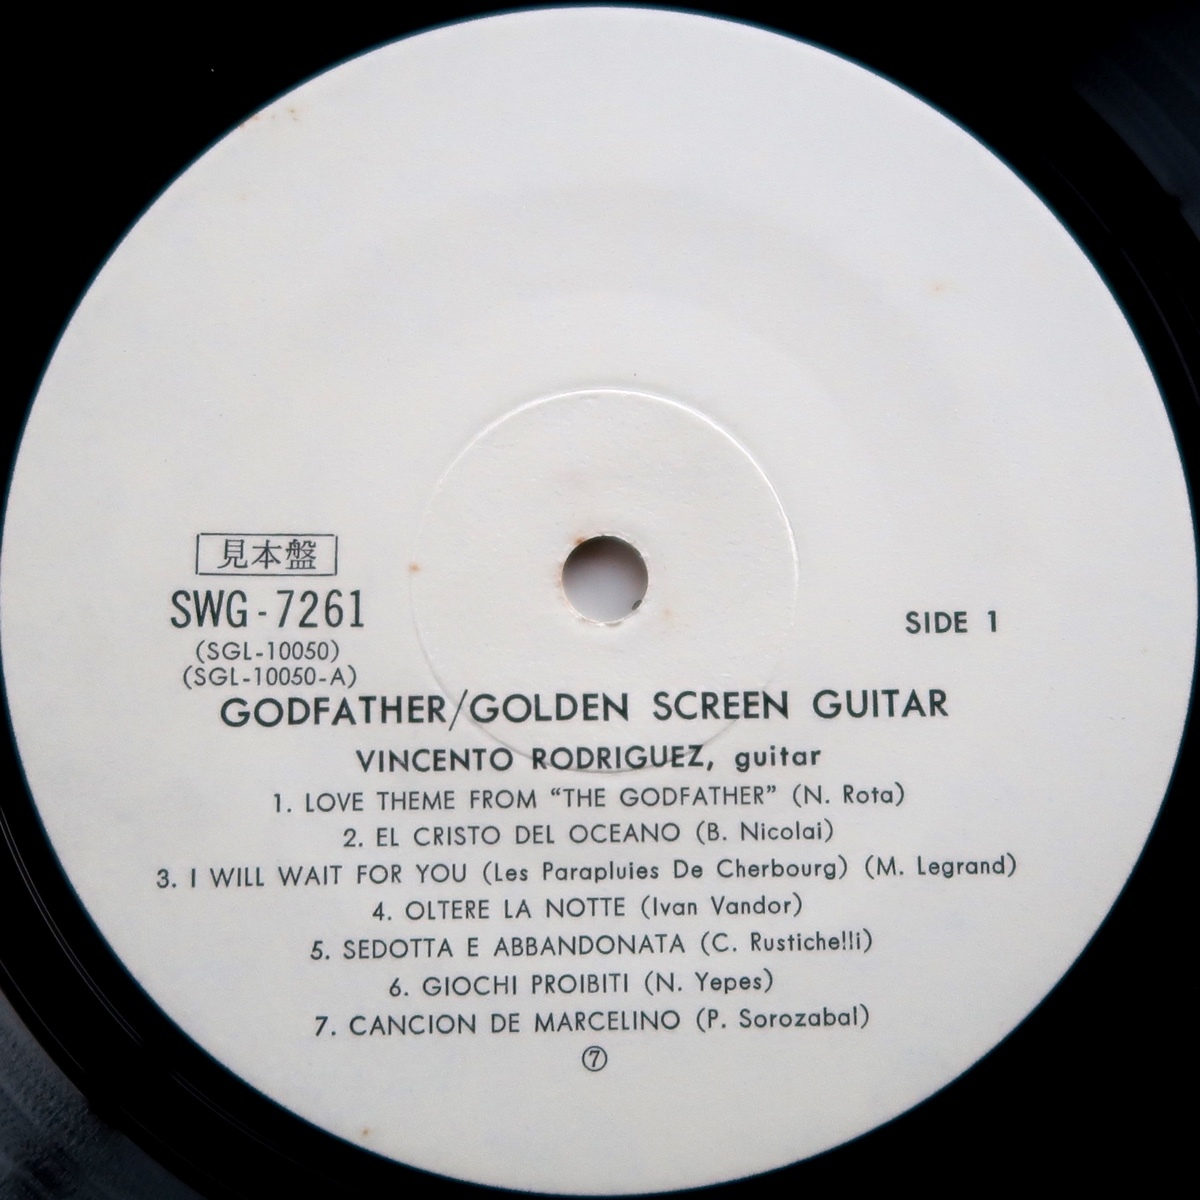 見本盤
SWG-7261
(SGL-10050)
(SGL-10050-A)
SIDE 1
GODFATHER/GOLDEN SCREEN GUITAR
VINCENTO RODRIGUEZ, guitar
1. LOVE THEME FROM “THE GODFATHER” (N. Rota)
2. EL CRISTO DEL OCEANO (B. Nicolai)
3. I WILL WAIT FOR YOU (Les Parapluies De Cherbourg) (M. Legrand)
4. OLTERE LA NOTTE (Ivan Vandor)
5. SEDOTTA E ABBANDONATA (C. Rustichelli)
6. GIOCHI PROIBITI (N. Yepes)
7. CANCION DE MARCELINO (P. Sorozabal)
⑦